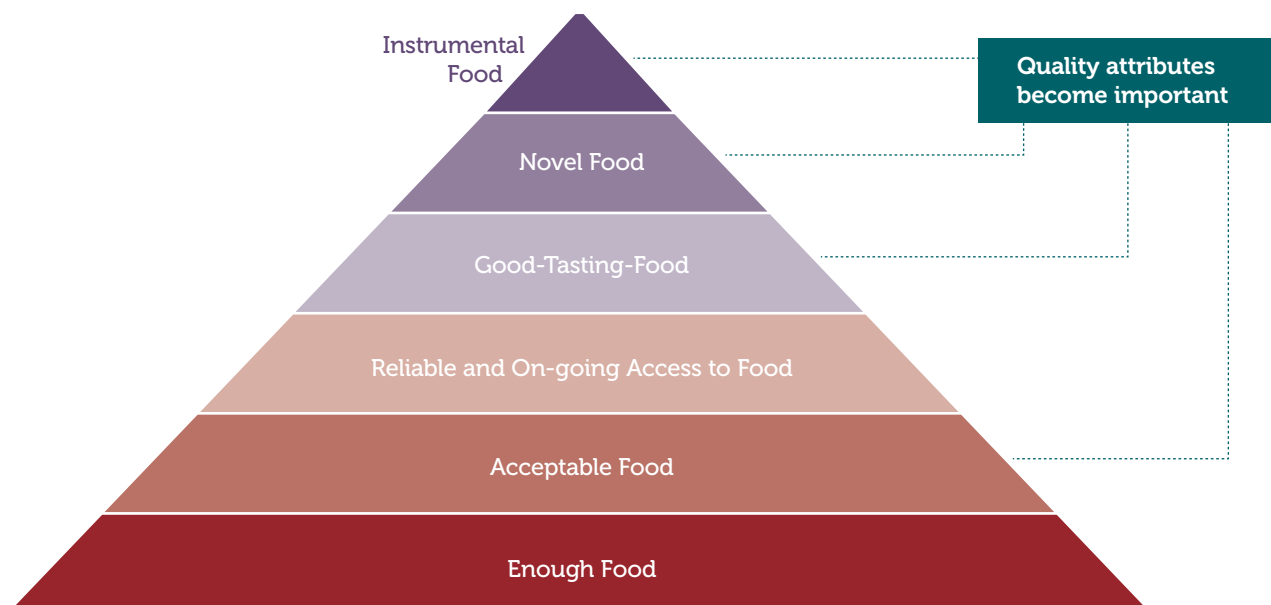 Instrumental
Food
Quality attributes
become important
Novel Food
Good-Tasting-Food
Reliable and On-going Access to Food
Acceptable Food
Enough Food